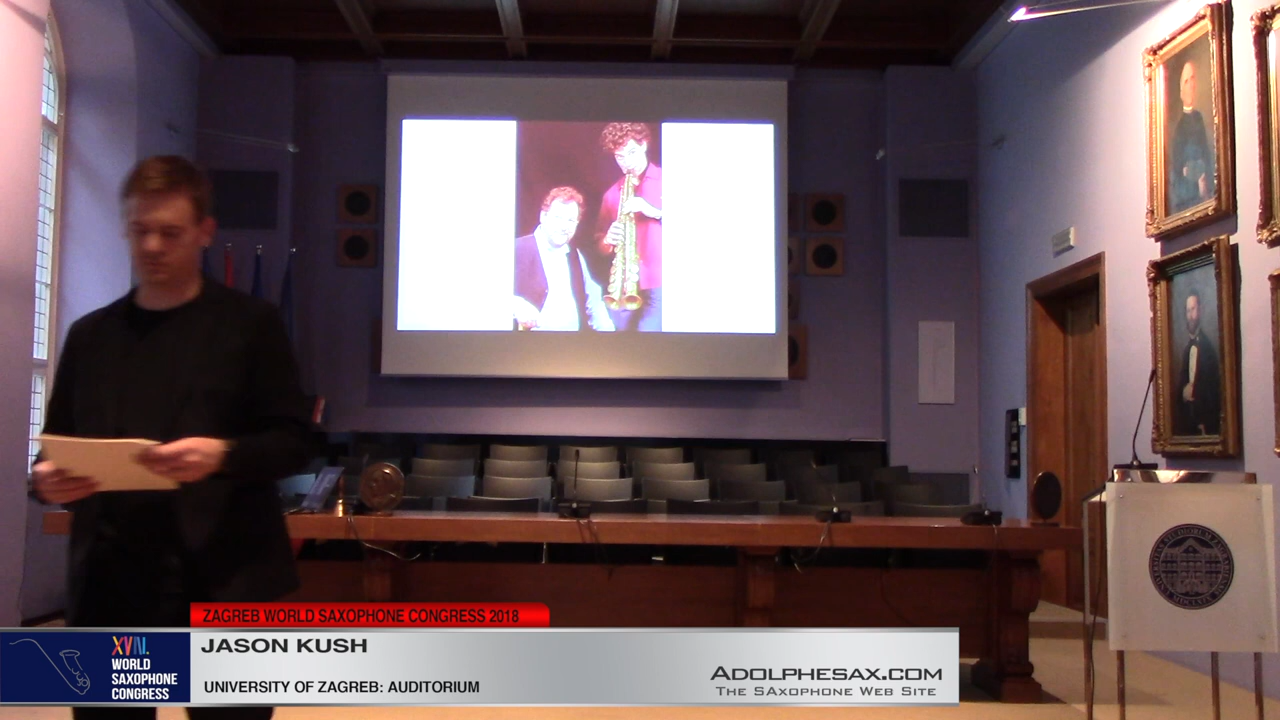 ZAGREB WORLD SAXOPHONE CONGRESS 2018
JASON KUSH
UNIVERSITY OF ZAGREB: AUDITORIUM
XVIII.
WORLD
SAXOPHONE
CONGRESS
ADOLPHESAX.COM
THE SAXOPHONE WEB SITE